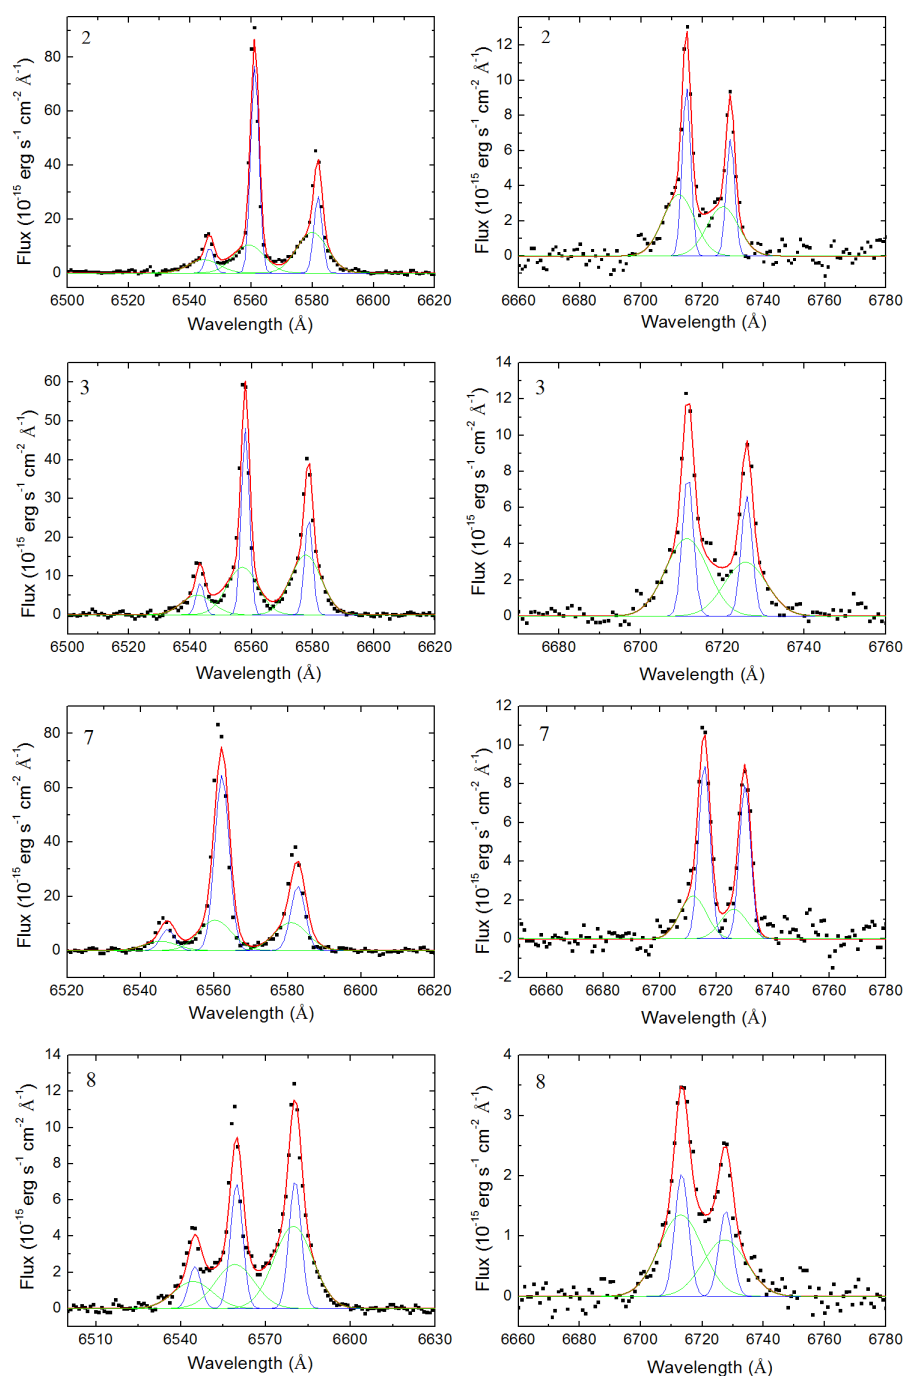 2
80
60
40
20
0
6500 6520 6540 6560 6580 6600 6620
Wavelength (Å)
Flux (10⁻¹⁵ erg s⁻¹ cm⁻² Å⁻¹)
2
12
10
8
6
4
2
0
6660 6680 6700 6720 6740 6760 6780
Wavelength (Å)
Flux (10⁻¹⁵ erg s⁻¹ cm⁻² Å⁻¹)
3
60
50
40
30
20
10
0
6500 6520 6540 6560 6580 6600 6620
Wavelength (Å)
Flux (10⁻¹⁵ erg s⁻¹ cm⁻² Å⁻¹)
3
14
12
10
8
6
4
2
0
6680 6700 6720 6740 6760
Wavelength (Å)
Flux (10⁻¹⁵ erg s⁻¹ cm⁻² Å⁻¹)
7
80
60
40
20
0
6520 6540 6560 6580 6600 6620
Wavelength (Å)
Flux (10⁻¹⁵ erg s⁻¹ cm⁻² Å⁻¹)
7
12
10
8
6
4
2
0
-2
6660 6680 6700 6720 6740 6760 6780
Wavelength (Å)
Flux (10⁻¹⁵ erg s⁻¹ cm⁻² Å⁻¹)
8
14
12
10
8
6
4
2
0
6510 6540 6570 6600 6630
Wavelength (Å)
Flux (10⁻¹⁵ erg s⁻¹ cm⁻² Å⁻¹)
8
4
3
2
1
0
6660 6680 6700 6720 6740 6760 6780
Wavelength (Å)
Flux (10⁻¹⁵ erg s⁻¹ cm⁻² Å⁻¹)